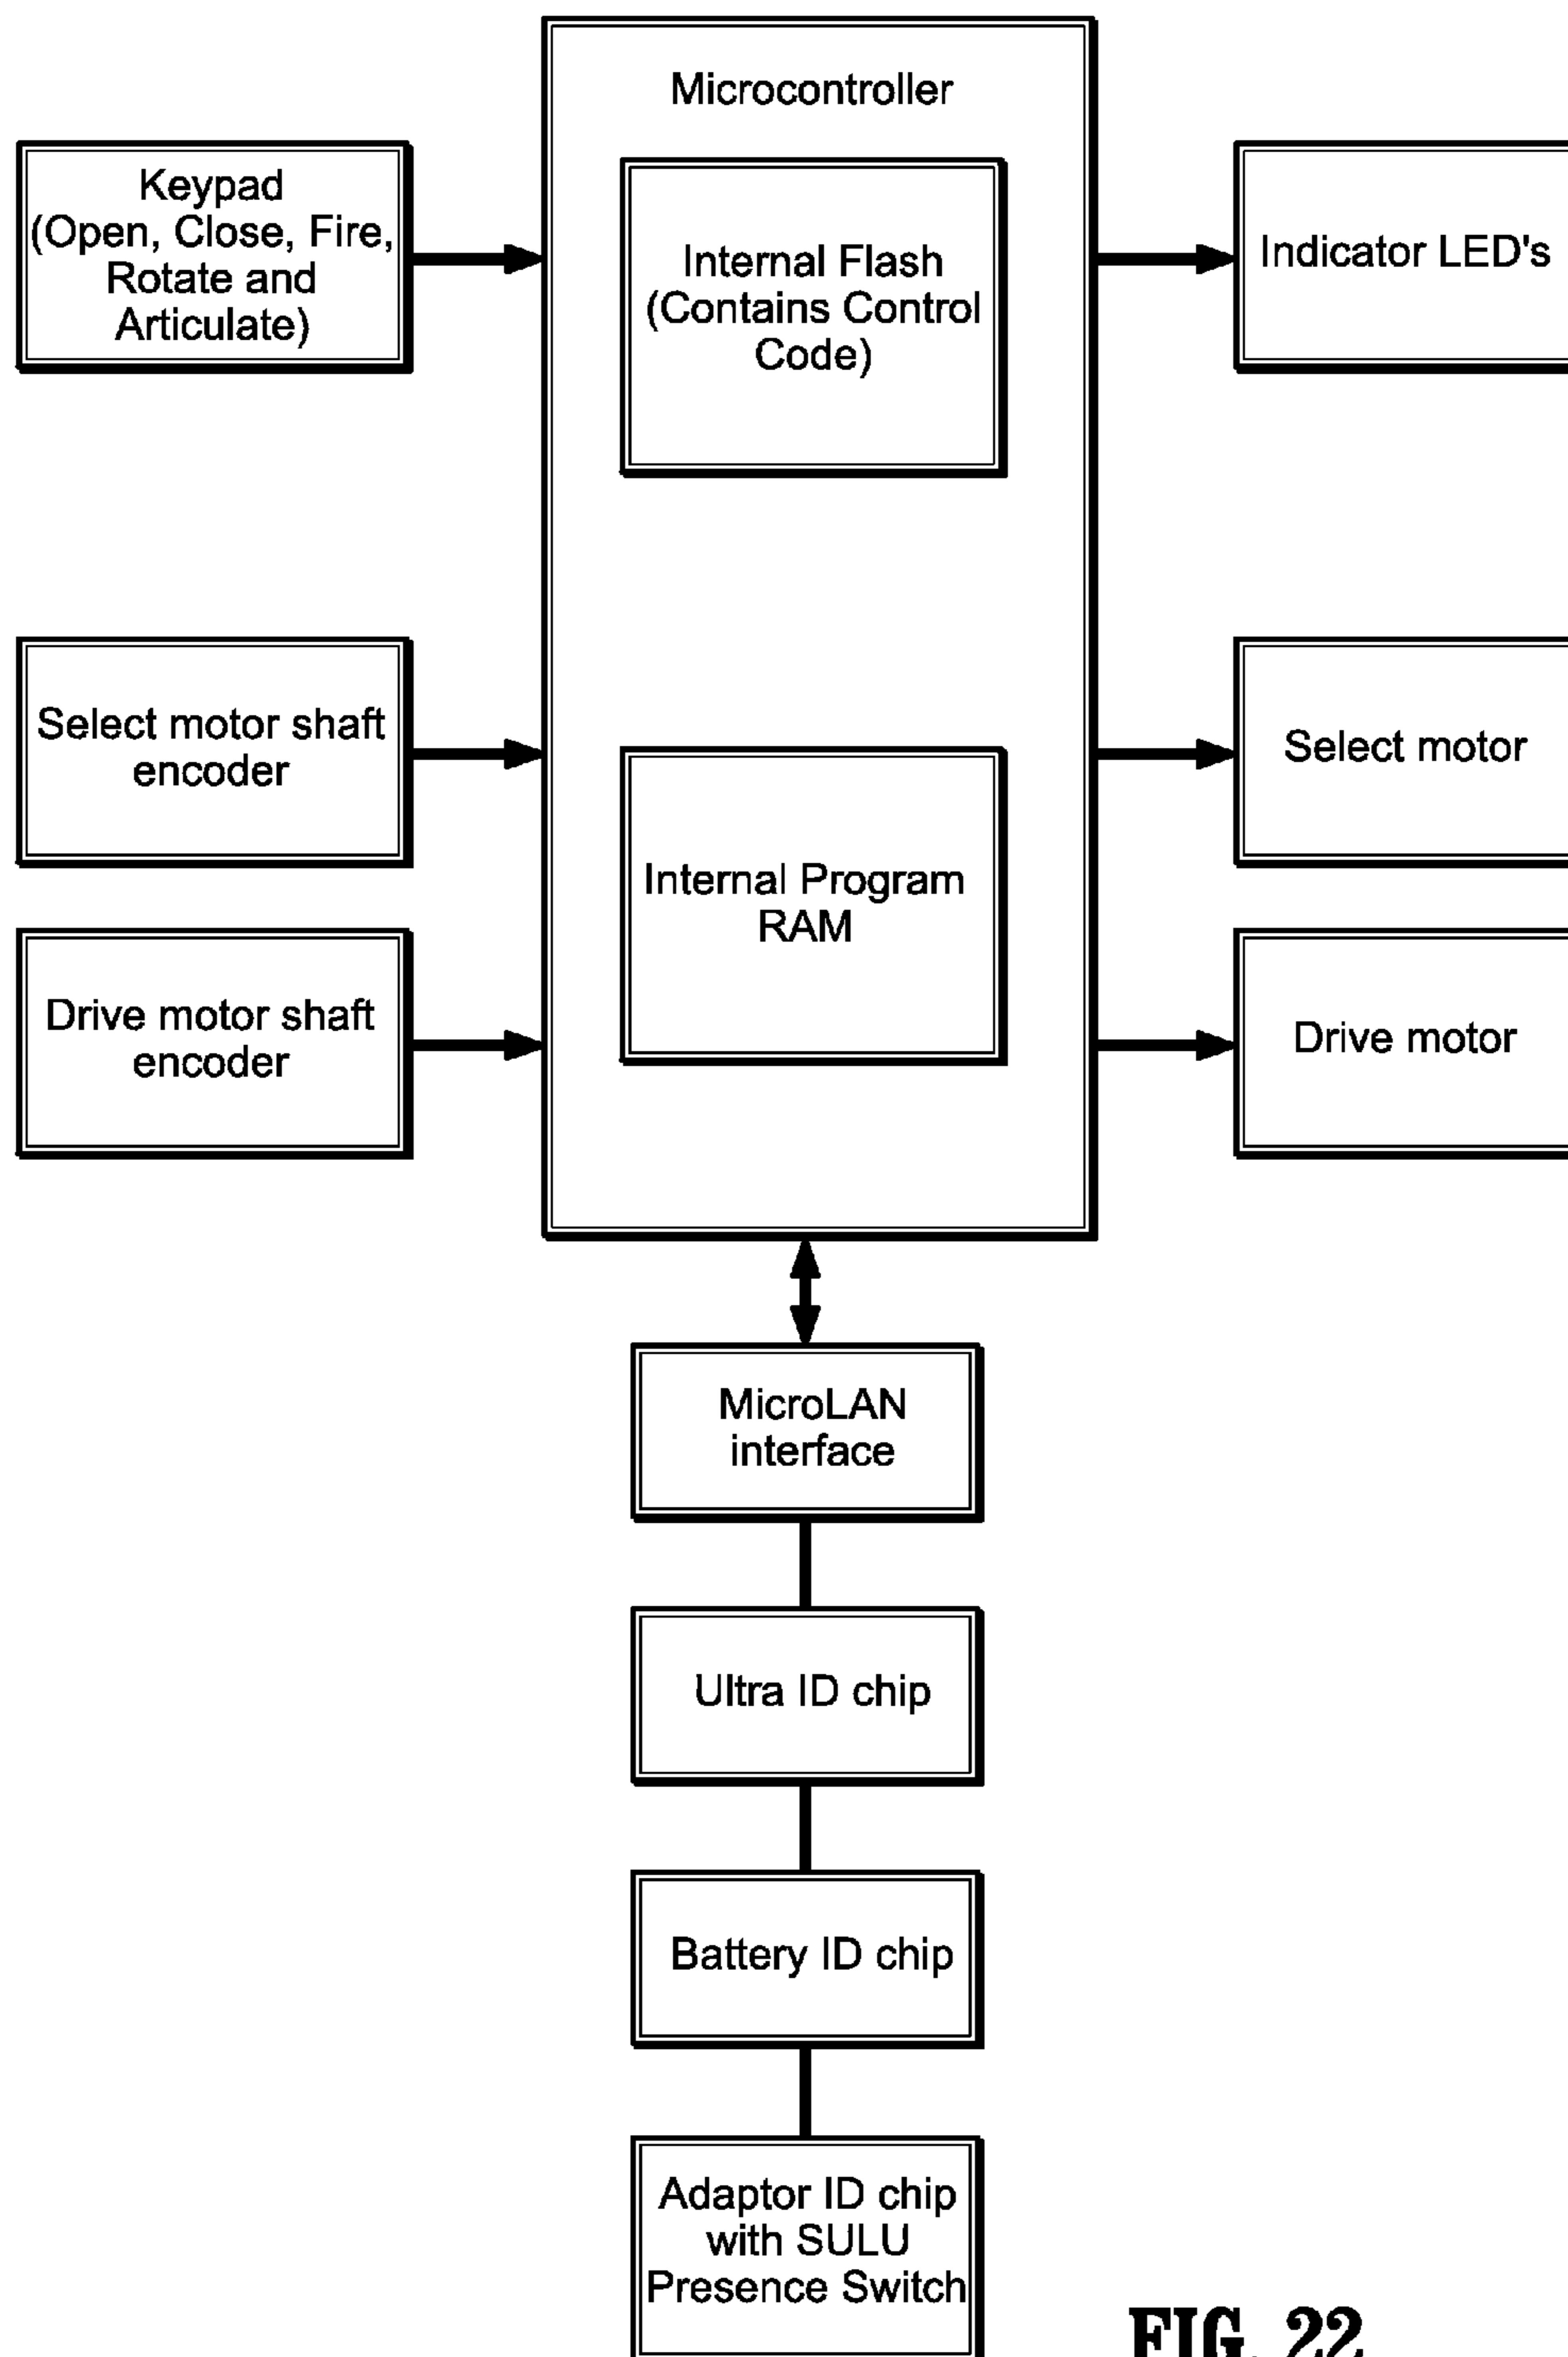 Microcontroller
Keypad
(Open, Close, Fire,
Rotate and
Articulate)
Internal Flash
(Contains Control
Code)
Indicator LED's
Select motor shaft
encoder
Select motor
Internal Program
RAM
Drive motor shaft
encoder
Drive motor
MicroLAN
interface
Ultra ID chip
Battery ID chip
Adaptor ID chip
with SULU
Presence Switch
FIG. 22